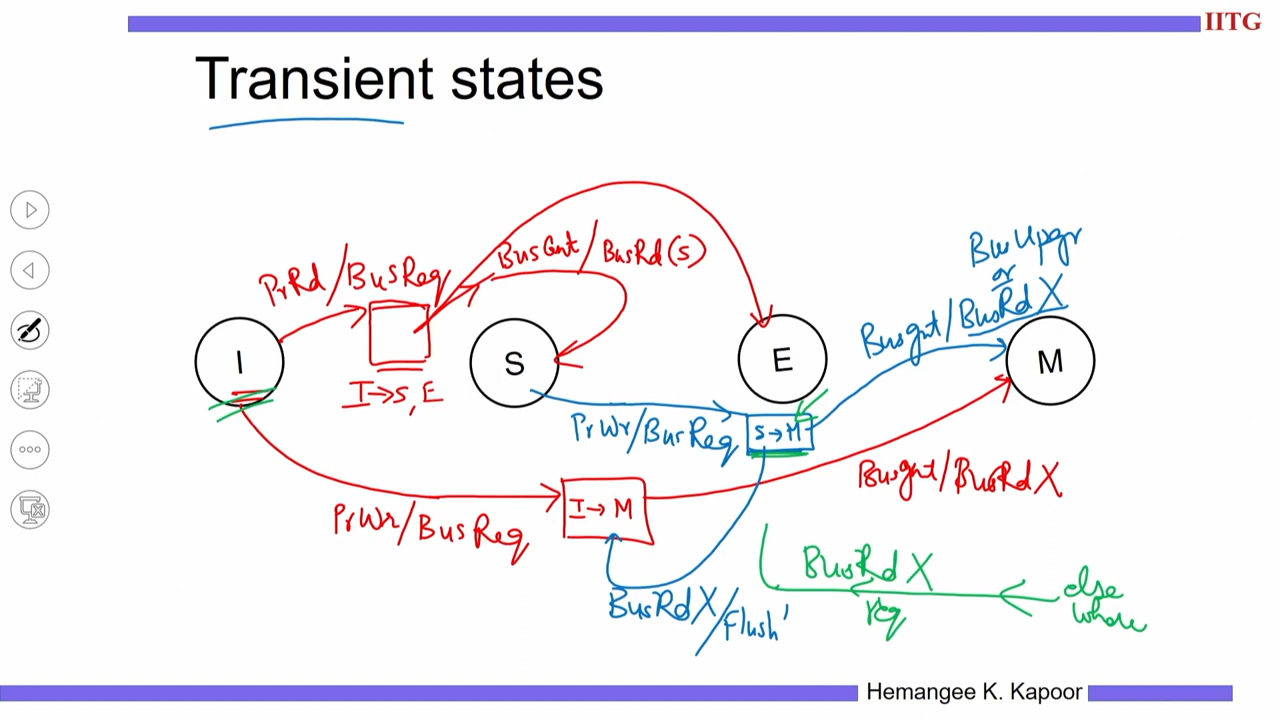 IITG
Transient states
BusUpgr
or
BusGnt/BusRd(S)
PrRd/BusReq
Busgnt/BusRdX
I
S
E
M
I→S,E
PrWr/BusReq
S→M
I→M
Busgnt/BusRdX
PrWr/BusReq
BusRdX
req
else
where
BusRdX/Flush'
Hemangee K. Kapoor